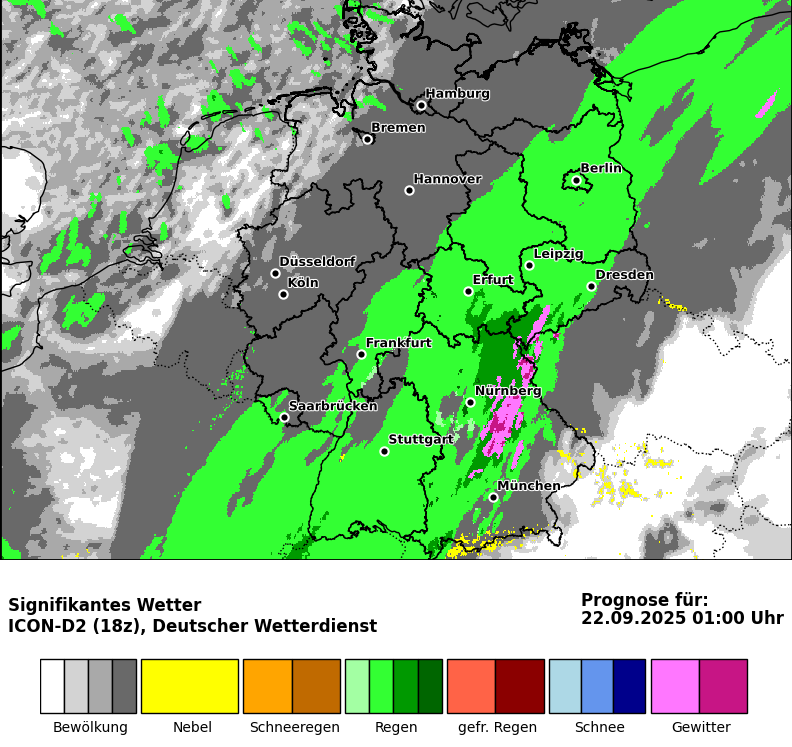 Hamburg
Bremen
Berlin
Hannover
Leipzig
Düsseldorf
Dresden
Köln
Erfurt
Frankfurt
Nürnberg
Saarbrücken
Stuttgart
München
Signifikantes Wetter
ICON-D2 (18z), Deutscher Wetterdienst
Prognose für:
22.09.2025 01:00 Uhr
Bewölkung
Nebel
Schneeregen
Regen
gefr. Regen
Schnee
Gewitter